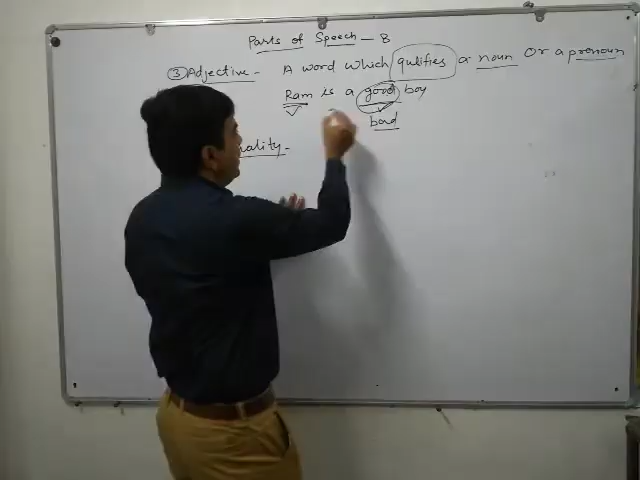 Parts of Speech - 8
③ Adjective - A word which qulifies a noun Or a pronoun
Ram is a good boy
bad
ality -